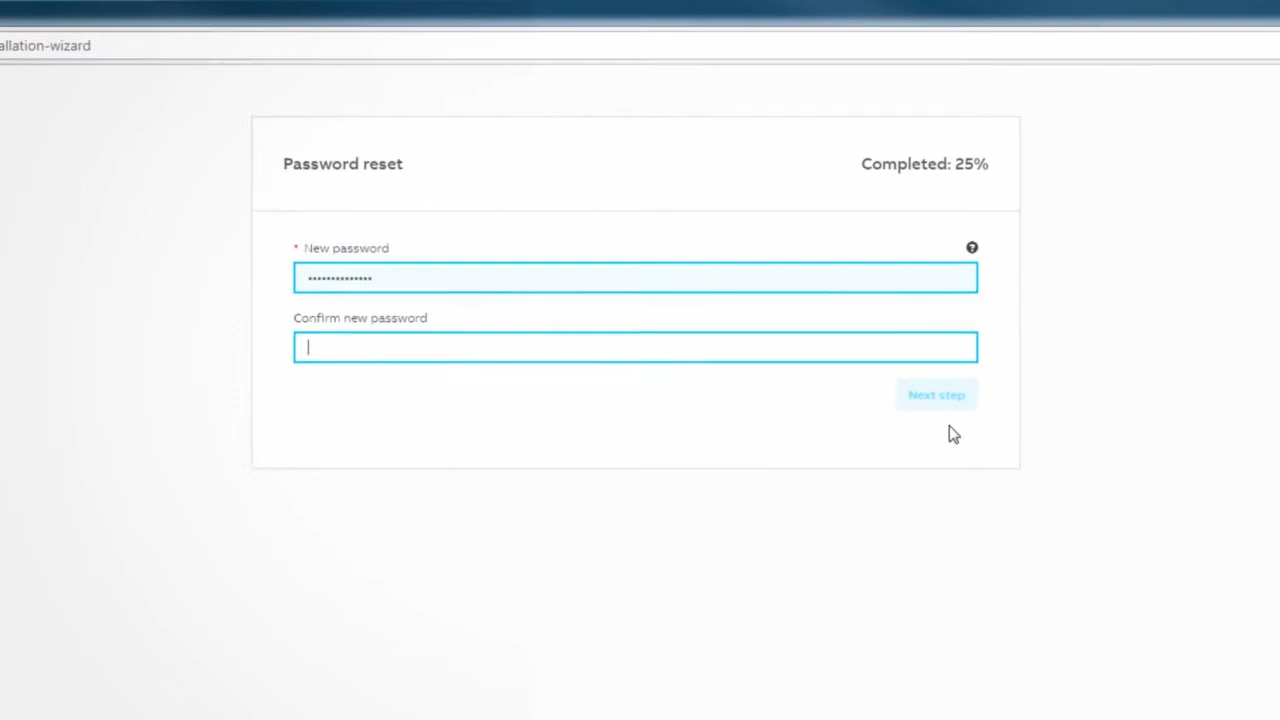 allation-wizard
Password reset
Completed: 25%
* New password
••••••••••••••
Confirm new password
Next step